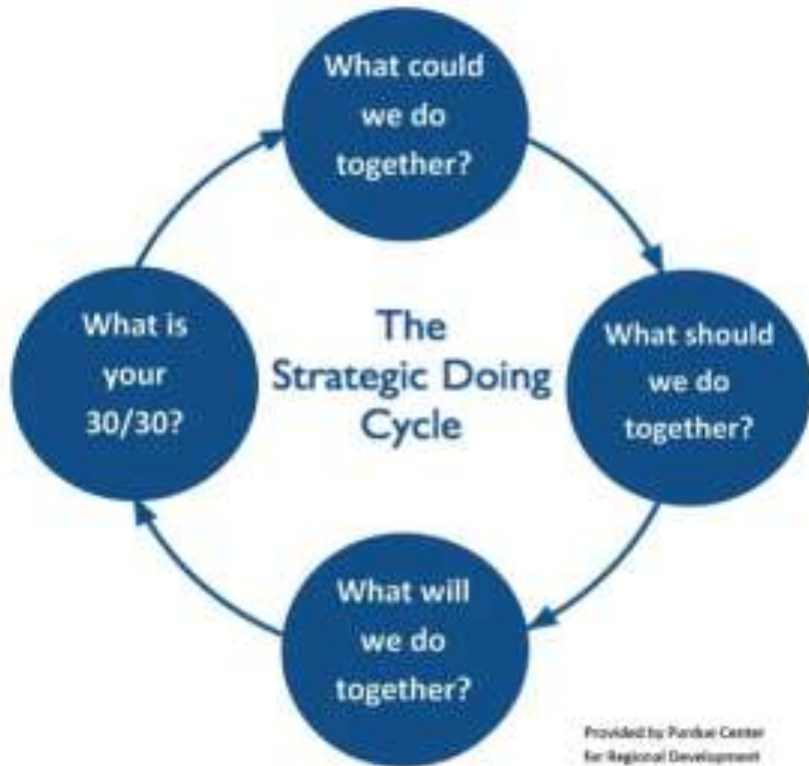 What could
we do
together?
The
Strategic Doing
Cycle
What should
we do
together?
What will
we do
together?
What is
your
30/30?
Provided by Purdue Center
for Regional Development